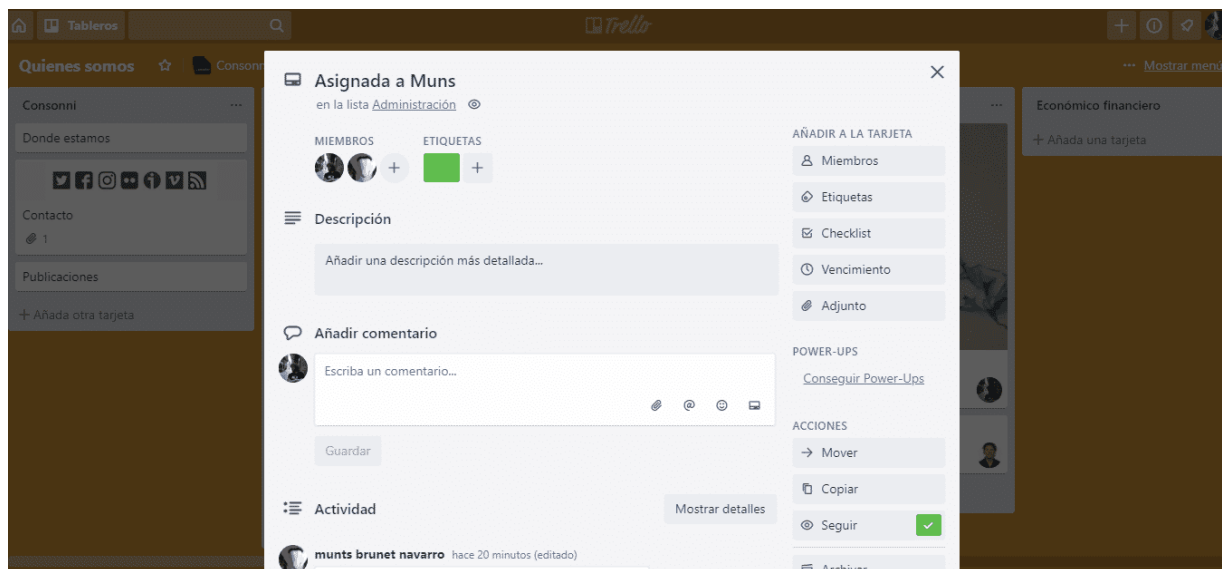 Tableros
Trello
Quienes somos
Consonn
Mostrar menú
Consonni
Donde estamos
Contacto
1
Publicaciones
+ Añada otra tarjeta
Asignada a Muns
en la lista Administración
MIEMBROS
ETIQUETAS
Descripción
Añadir una descripción más detallada...
Añadir comentario
Escriba un comentario...
Guardar
Actividad
Mostrar detalles
munts brunet navarro hace 20 minutos (editado)
AÑADIR A LA TARJETA
Miembros
Etiquetas
Checklist
Vencimiento
Adjunto
POWER-UPS
Conseguir Power-Ups
ACCIONES
Mover
Copiar
Seguir
Archivar
Económico financiero
+ Añada una tarjeta